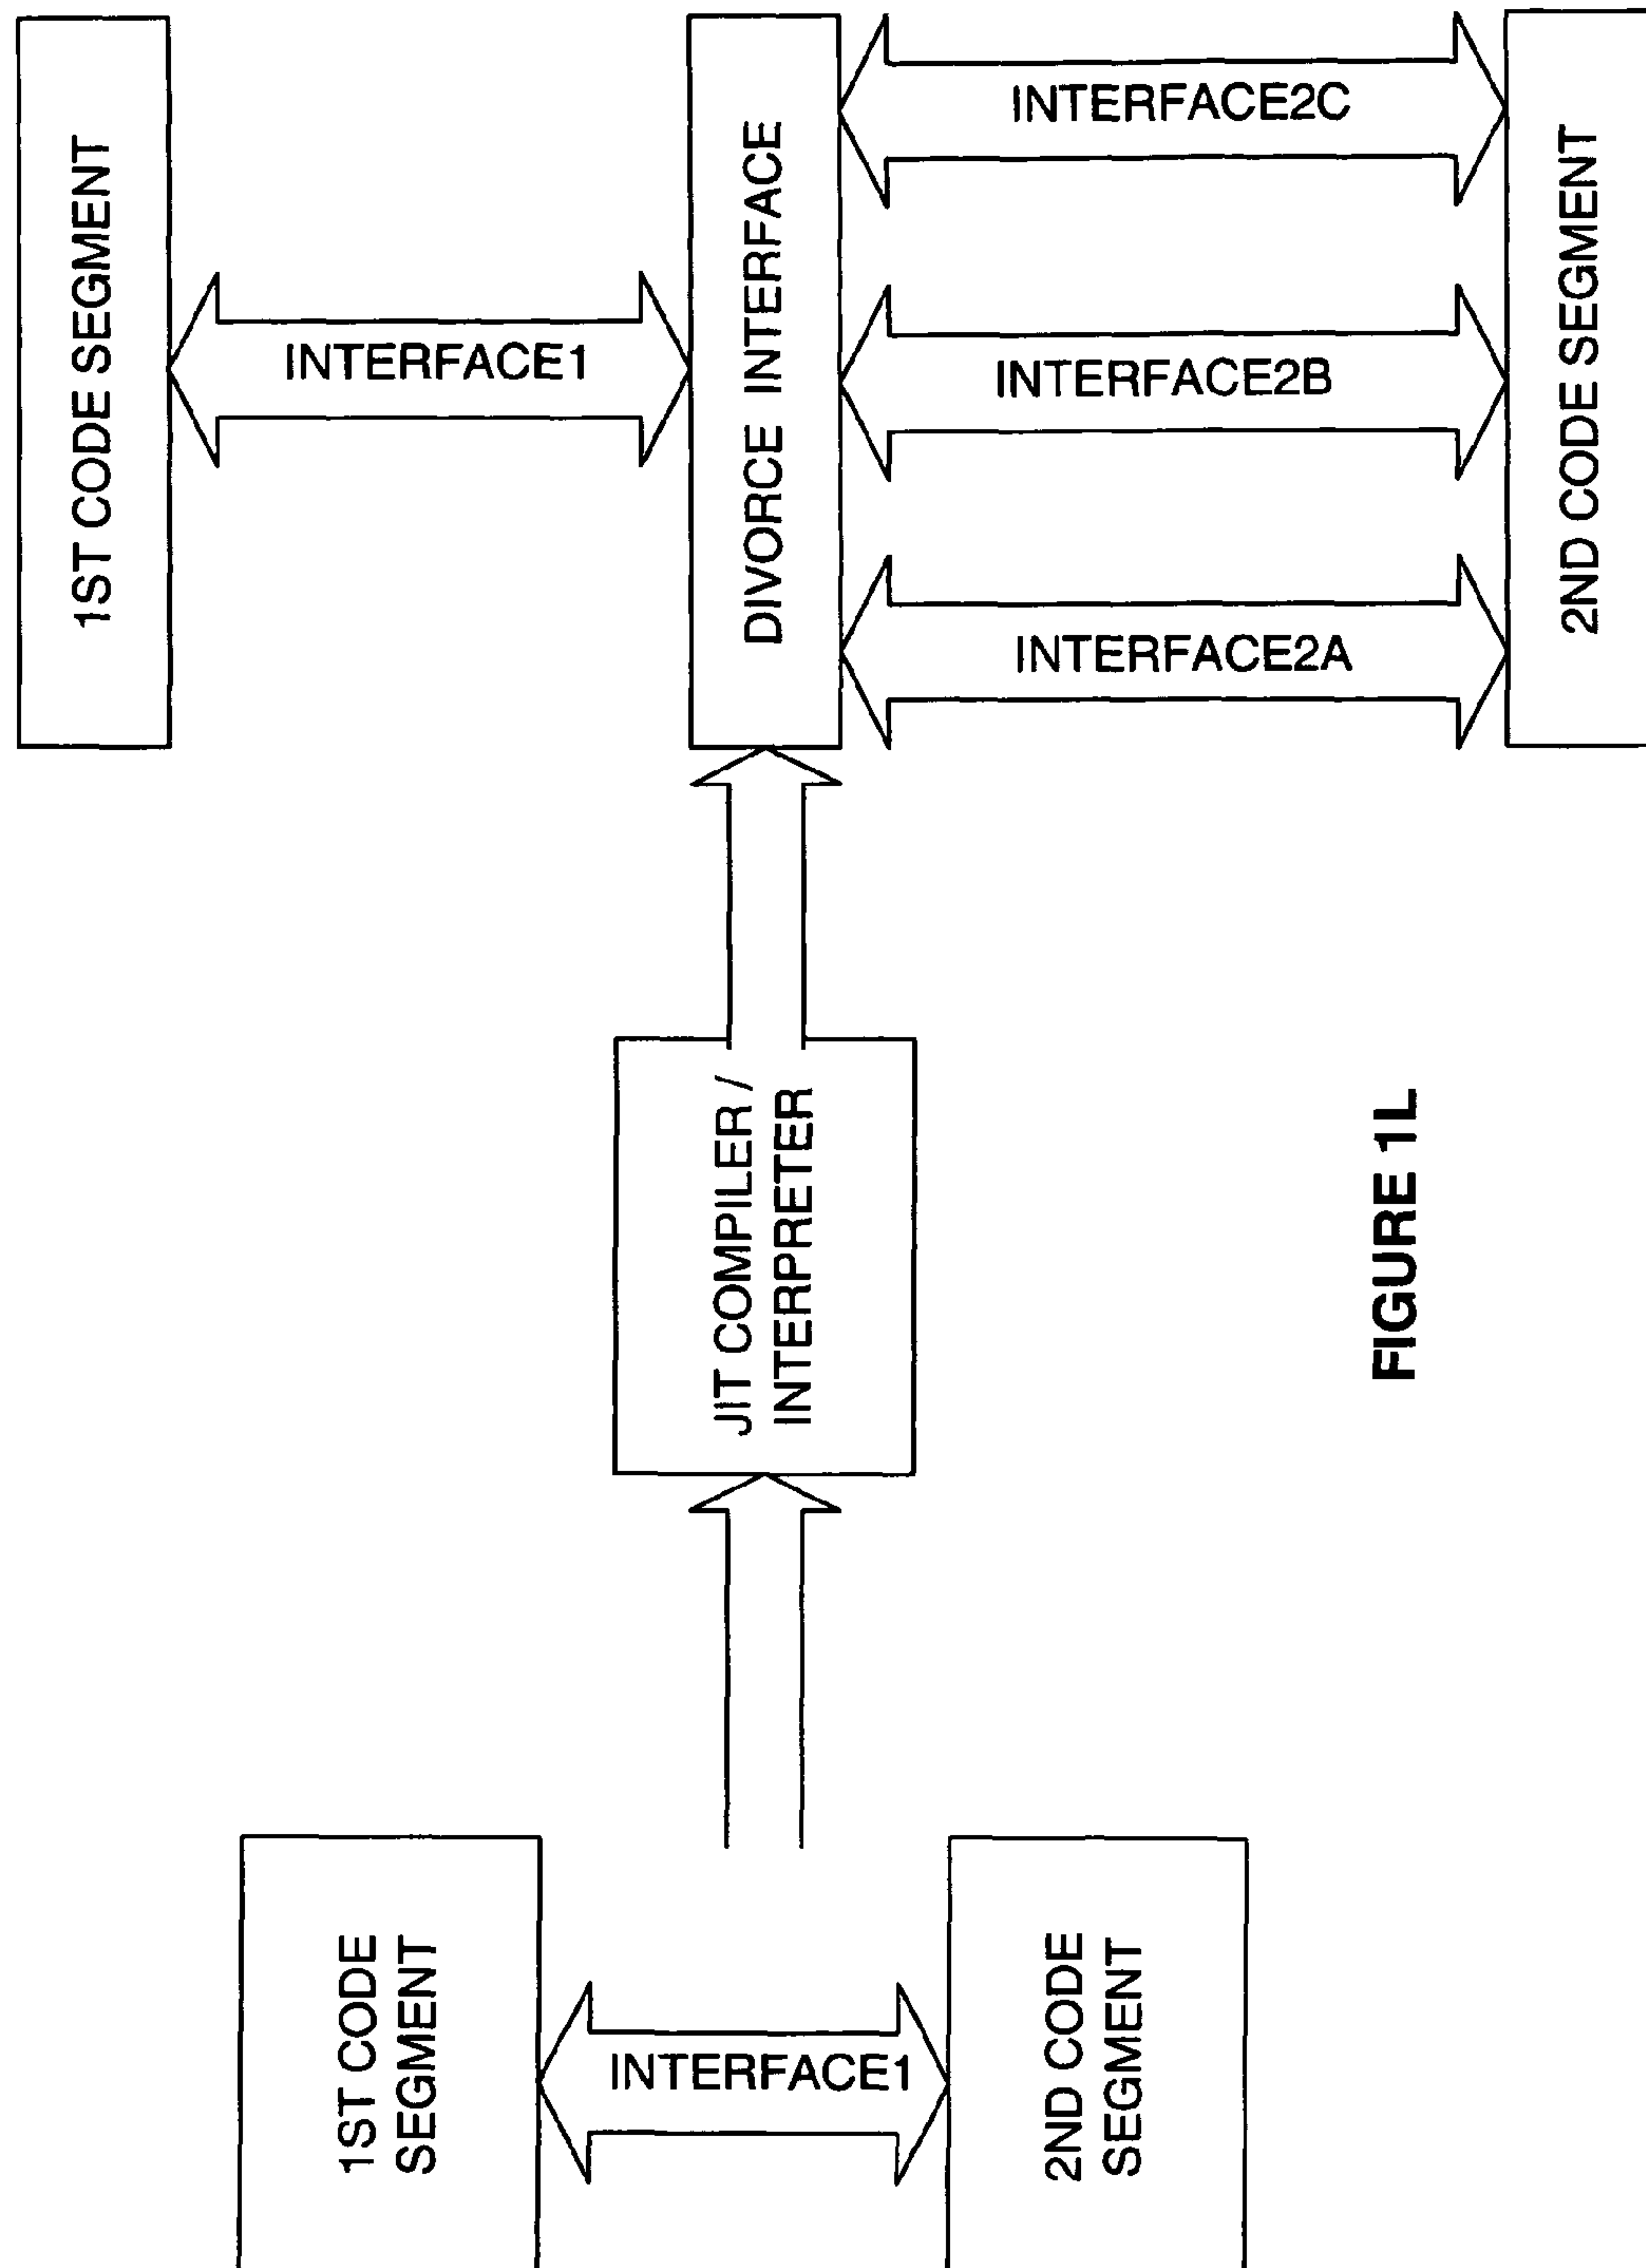 1ST CODE
SEGMENT
INTERFACE1
2ND CODE
SEGMENT
JIT COMPILER /
INTERPRETER
1ST CODE SEGMENT
INTERFACE1
DIVORCE INTERFACE
INTERFACE2A
INTERFACE2B
INTERFACE2C
2ND CODE SEGMENT
FIGURE 1L